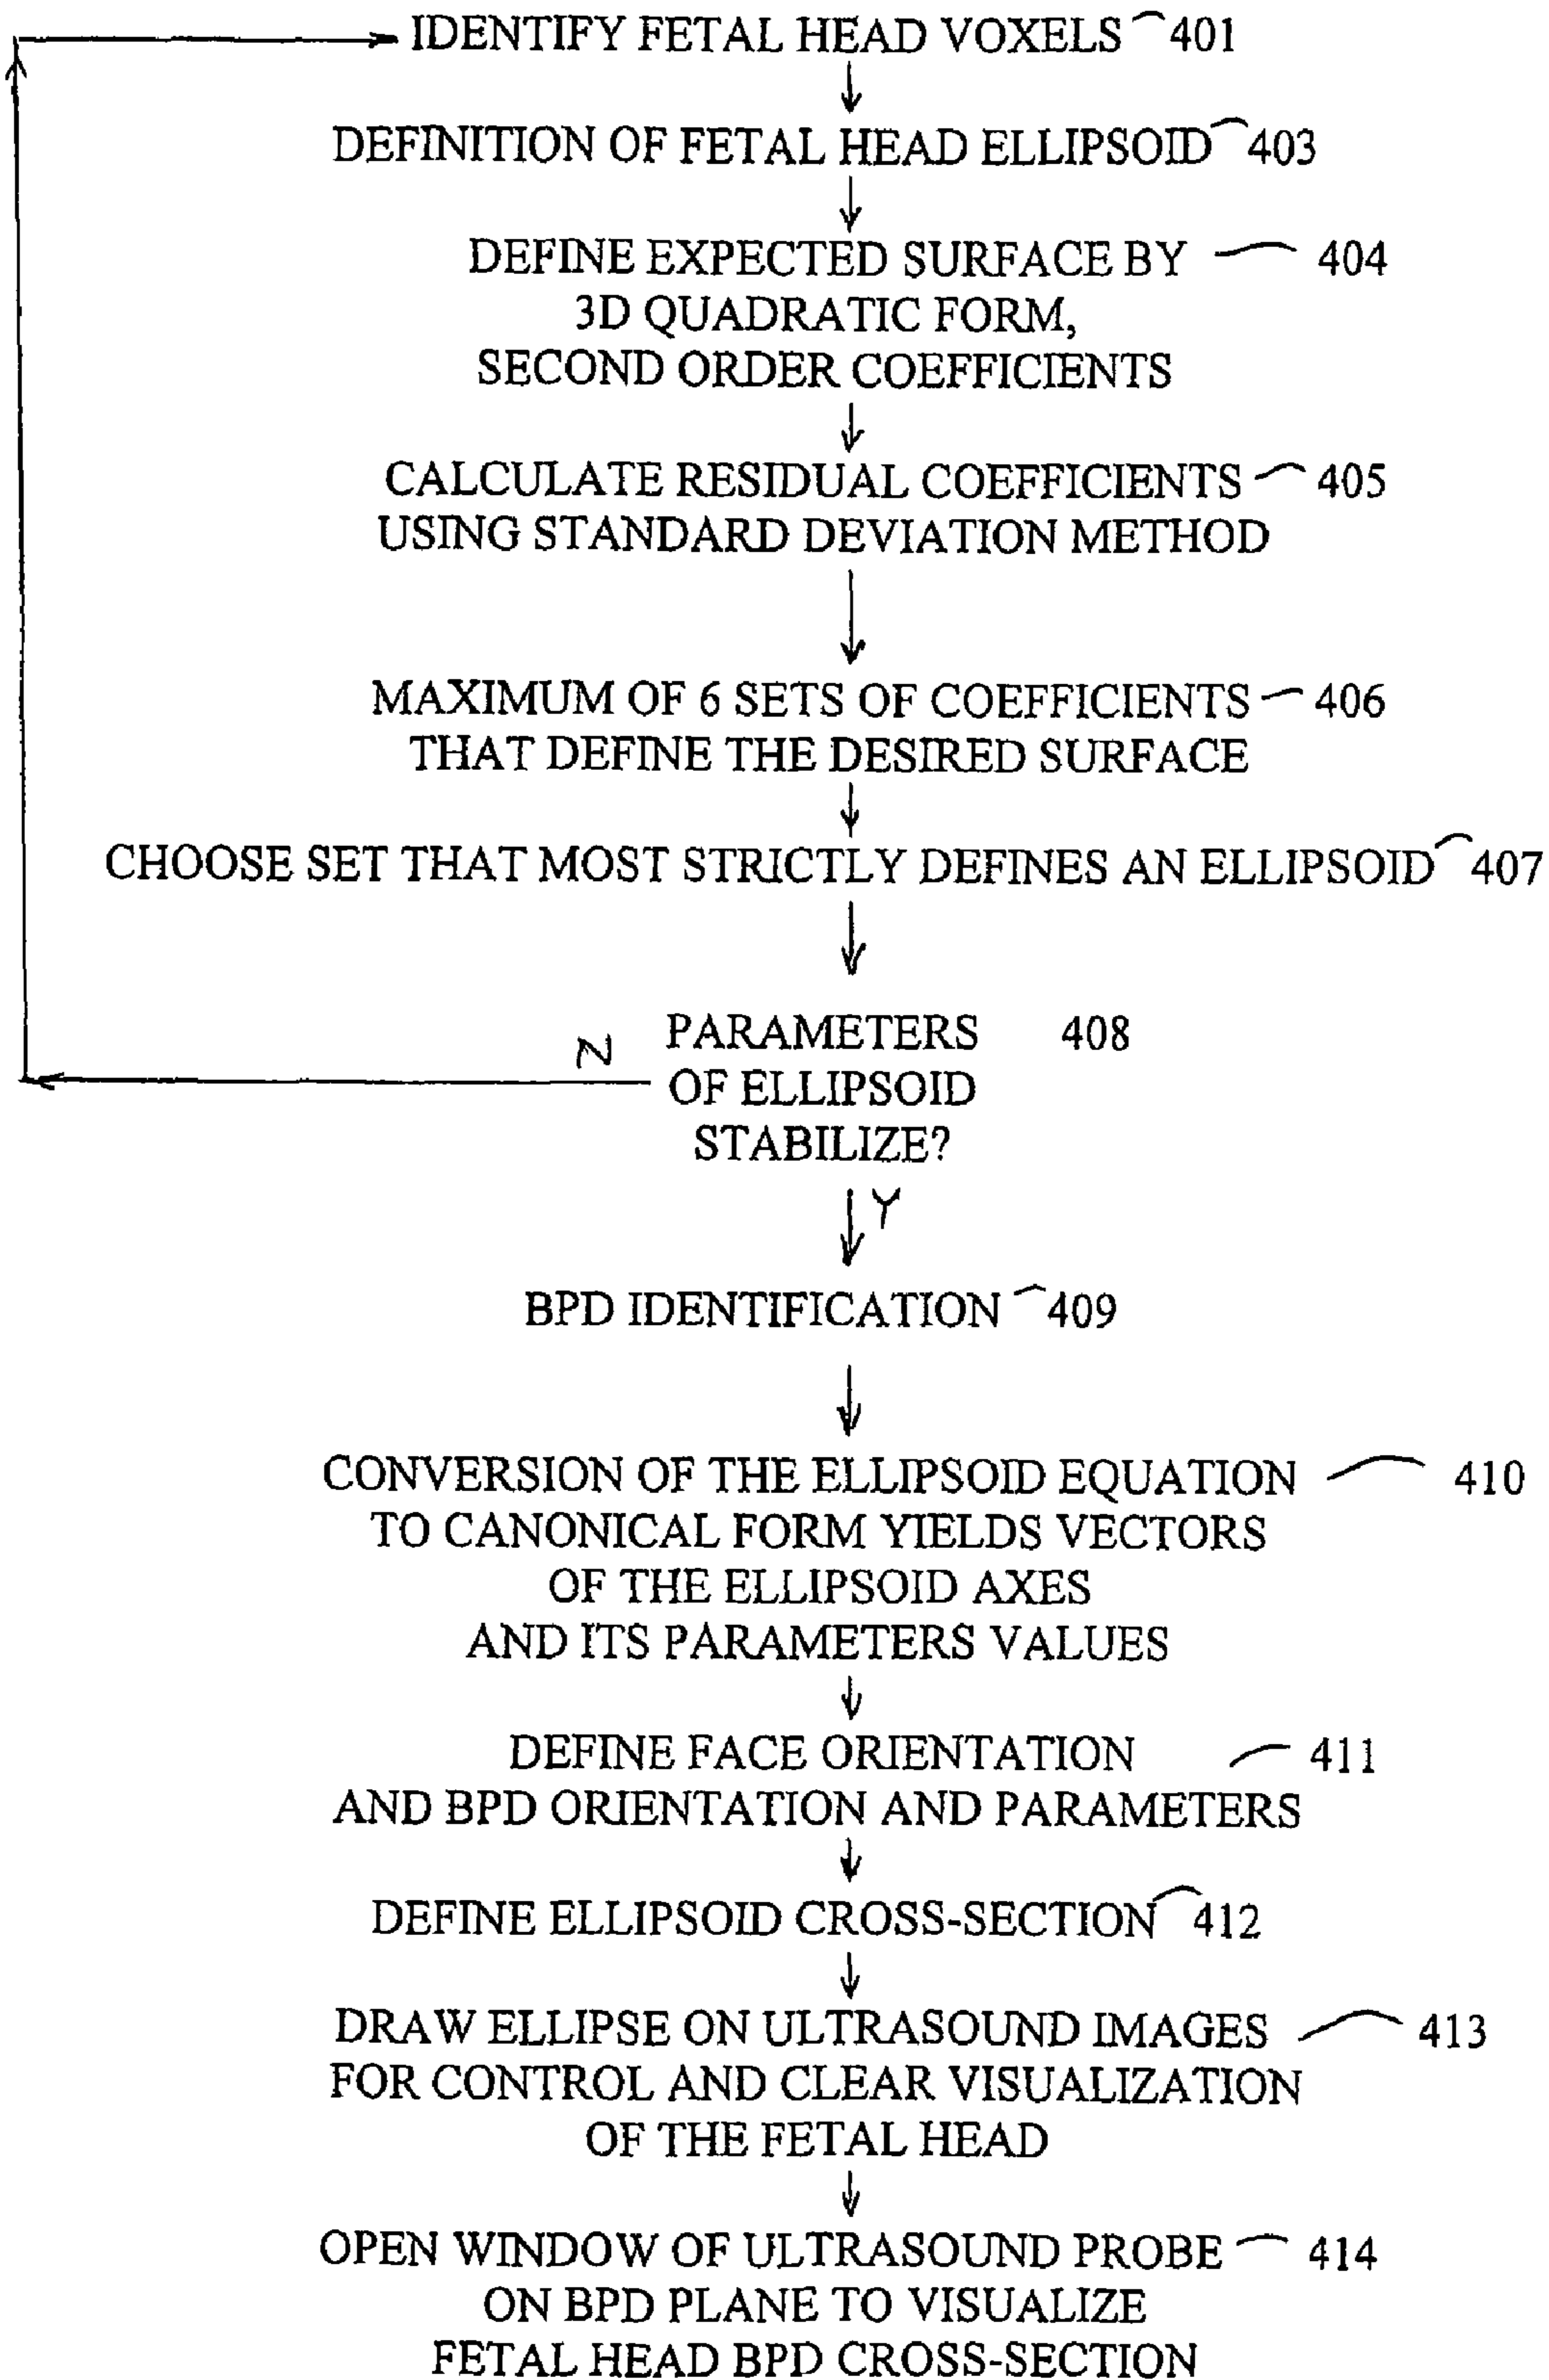 IDENTIFY FETAL HEAD VOXELS 401
DEFINITION OF FETAL HEAD ELLIPSOID 403
DEFINE EXPECTED SURFACE BY 404
3D QUADRATIC FORM,
SECOND ORDER COEFFICIENTS
CALCULATE RESIDUAL COEFFICIENTS 405
USING STANDARD DEVIATION METHOD
MAXIMUM OF 6 SETS OF COEFFICIENTS 406
THAT DEFINE THE DESIRED SURFACE
CHOOSE SET THAT MOST STRICTLY DEFINES AN ELLIPSOID 407
N PARAMETERS 408
OF ELLIPSOID
STABILIZE?
Y
BPD IDENTIFICATION 409
CONVERSION OF THE ELLIPSOID EQUATION 410
TO CANONICAL FORM YIELDS VECTORS
OF THE ELLIPSOID AXES
AND ITS PARAMETERS VALUES
DEFINE FACE ORIENTATION 411
AND BPD ORIENTATION AND PARAMETERS
DEFINE ELLIPSOID CROSS-SECTION 412
DRAW ELLIPSE ON ULTRASOUND IMAGES 413
FOR CONTROL AND CLEAR VISUALIZATION
OF THE FETAL HEAD
OPEN WINDOW OF ULTRASOUND PROBE 414
ON BPD PLANE TO VISUALIZE
FETAL HEAD BPD CROSS-SECTION